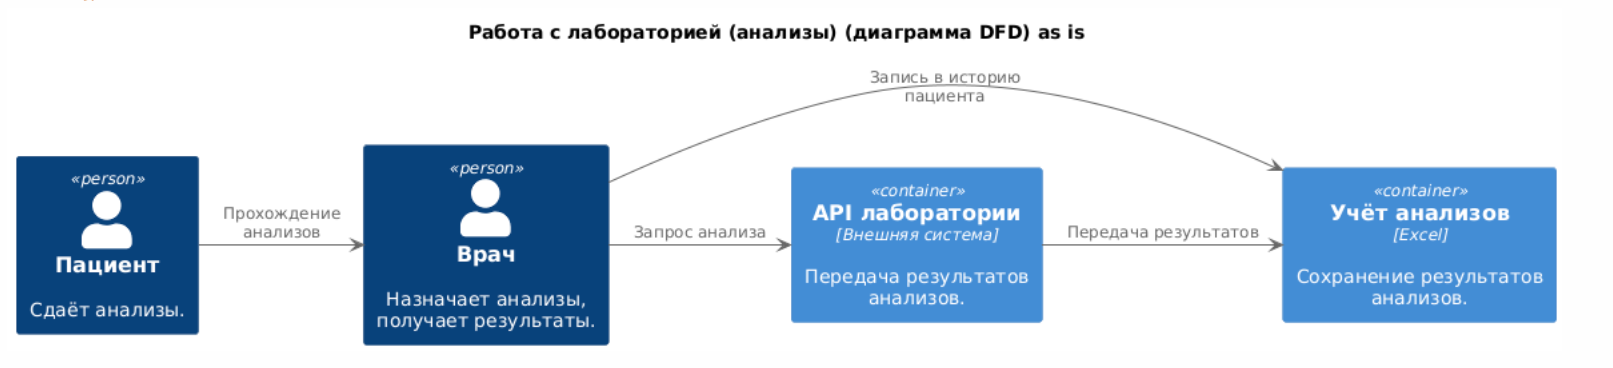 Работа с лабораторией (анализы) (диаграмма DFD) as is
Запись в историю
пациента
«person»
Пациент
Сдаёт анализы.
Прохождение
анализов
«person»
Врач
Назначает анализы,
получает результаты.
Запрос анализа
«container»
API лаборатории
[Внешняя система]
Передача результатов
анализов.
Передача результатов
«container»
Учёт анализов
[Excel]
Сохранение результатов
анализов.